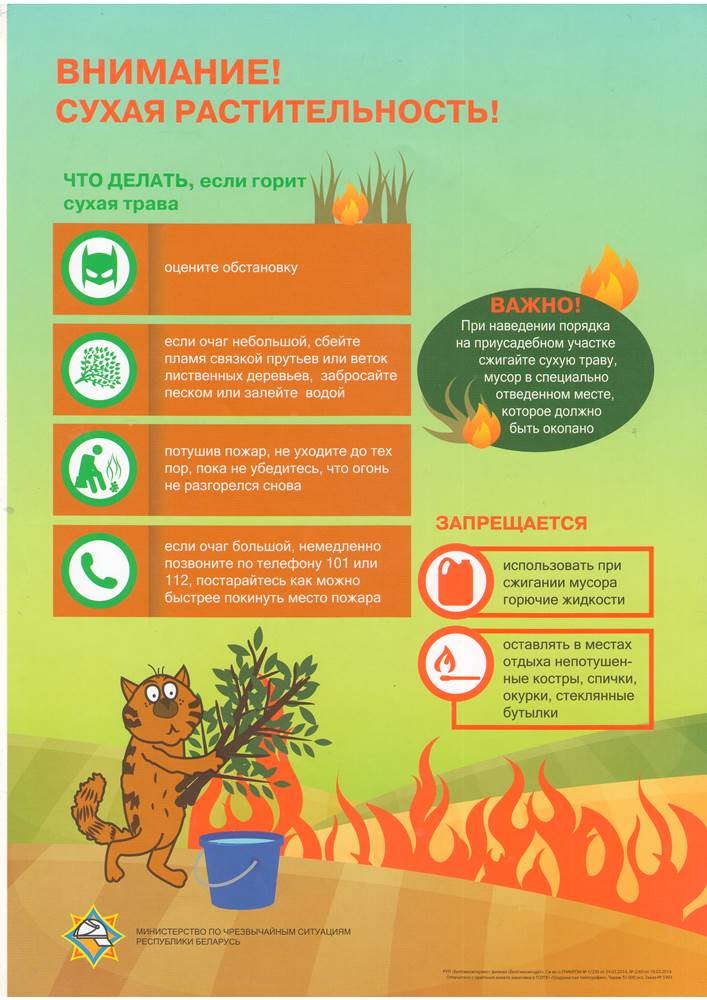 ВНИМАНИЕ!
СУХАЯ РАСТИТЕЛЬНОСТЬ!
ЧТО ДЕЛАТЬ, если горит
сухая трава
оцените обстановку
если очаг небольшой, сбейте
пламя связкой прутьев или веток
лиственных деревьев, забросайте
песком или залейте водой
потушив пожар, не уходите до тех
пор, пока не убедитесь, что огонь
не разгорелся снова
если очаг большой, немедленно
позвоните по телефону 101 или
112, постарайтесь как можно
быстрее покинуть место пожара
ВАЖНО!
При наведении порядка
на приусадебном участке
сжигайте сухую траву,
мусор в специально
отведенном месте,
которое должно
быть окопано
ЗАПРЕЩАЕТСЯ
использовать при
сжигании мусора
горючие жидкости
оставлять в местах
отдыха непотушен-
ные костры, спички,
окурки, стеклянные
бутылки
МИНИСТЕРСТВО ПО ЧРЕЗВЫЧАЙНЫМ СИТУАЦИЯМ
РЕСПУБЛИКИ БЕЛАРУСЬ